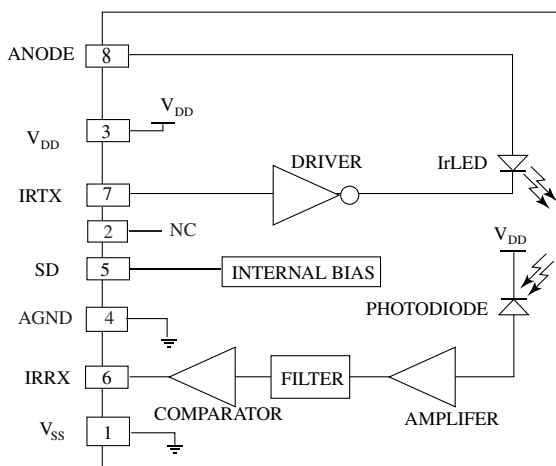 ANODE 8
V_DD
V_DD 3
DRIVER
IrLED
IRTX 7
2 NC
V_DD
SD 5 INTERNAL BIAS
PHOTODIODE
AGND 4
IRRX 6
FILTER
COMPARATOR
AMPLIFER
V_SS 1